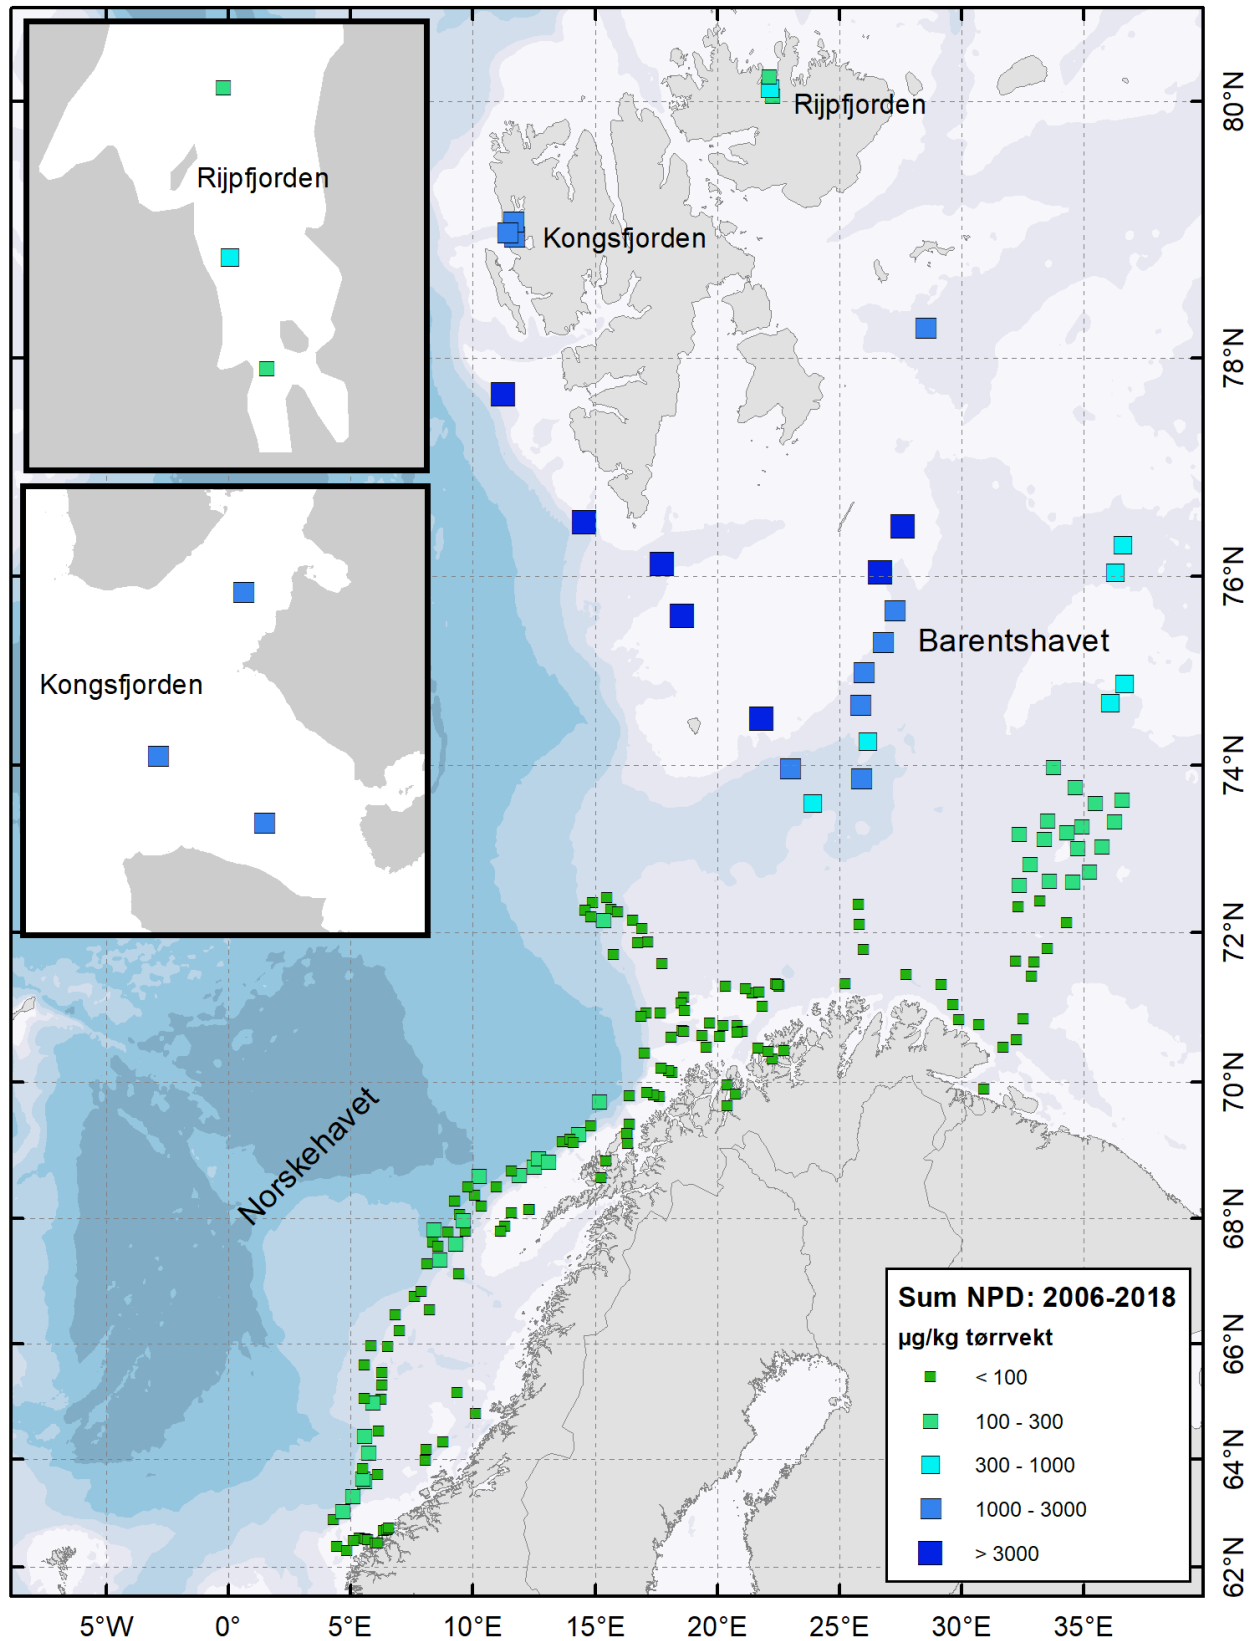 Rijpfjorden
Kongsfjorden
Rijpfjorden
Kongsfjorden
Barentshavet
Norskehavet
80°N
78°N
76°N
74°N
72°N
70°N
68°N
66°N
64°N
62°N
Sum NPD: 2006-2018
µg/kg tørrvekt
< 100
100 - 300
300 - 1000
1000 - 3000
> 3000
5°W
0°
5°E
10°E
15°E
20°E
25°E
30°E
35°E